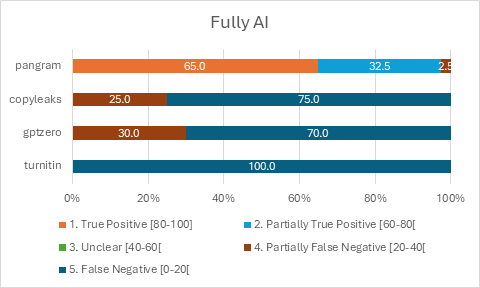 Fully AI
pangram 65.0 32.5 2.5
copyleaks 25.0 75.0
gptzero 30.0 70.0
turnitin 100.0
0% 20% 40% 60% 80% 100%
1. True Positive [80-100] 2. Partially True Positive [60-80[
3. Unclear [40-60[ 4. Partially False Negative [20-40[
5. False Negative [0-20[